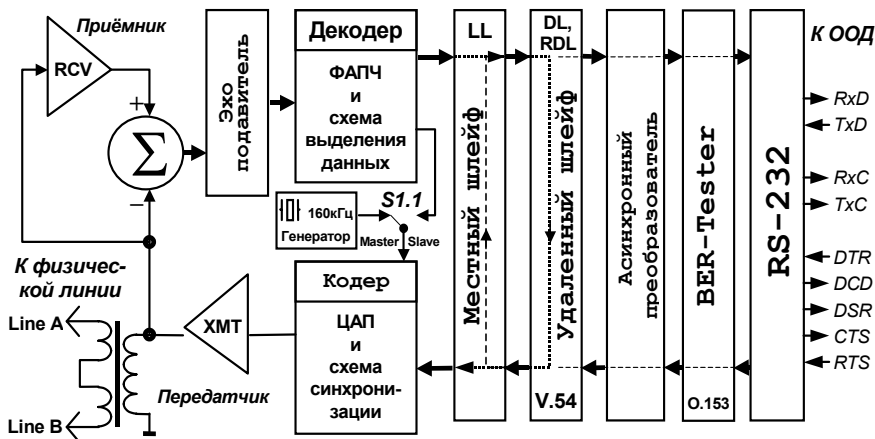 Приёмник
RCV
+
Σ
−
Эхо
подавитель
Декодер
ФАПЧ
и
схема
выделения
данных
160кГц
Генератор
S1.1
Master
Slave
Кодер
ЦАП
и
схема
синхрони-
зации
К физичес-
кой линии
Line A
Line B
XMT
Передатчик
LL
Местный шлейф
DL,
RDL
Удаленный шлейф
V.54
Асинхронный
преобразователь
BER-Tester
O.153
RS-232
К ООД
RxD
TxD
RxC
TxC
DTR
DCD
DSR
CTS
RTS